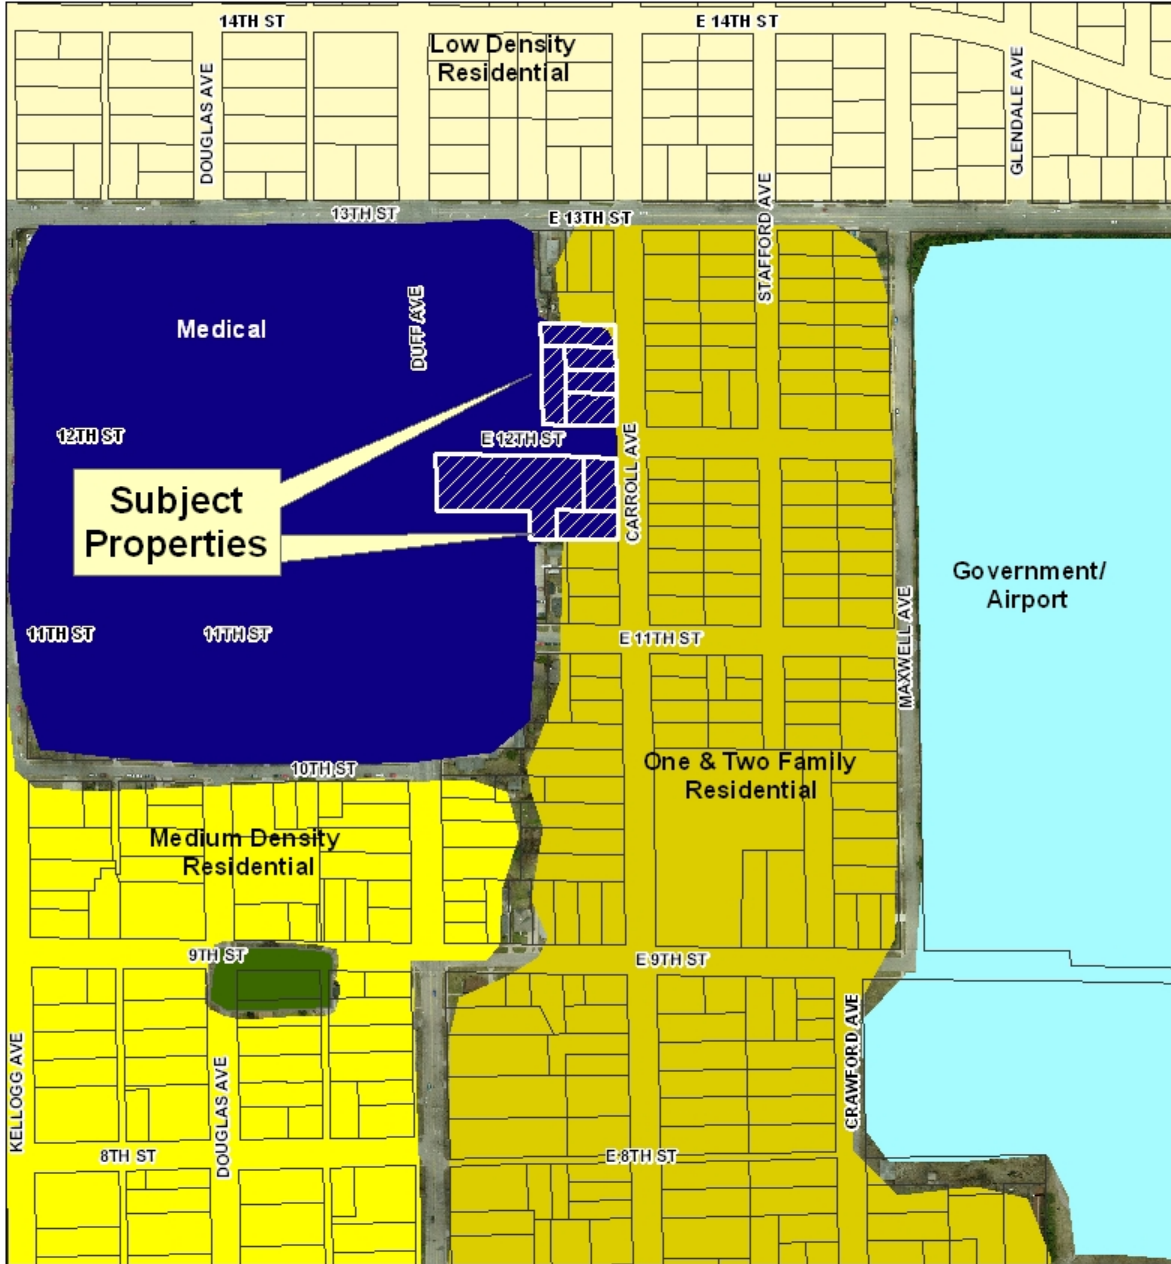 14TH ST
E 14TH ST
Low Density
Residential
DOUGLAS AVE
GLENDALE AVE
13TH ST
E 13TH ST
STAFFORD AVE
Medical
DUFF AVE
12TH ST
E 12TH ST
CARROLL AVE
Subject
Properties
Government/
Airport
11TH ST
11TH ST
E 11TH ST
MAXWELL AVE
10TH ST
One & Two Family
Residential
Medium Density
Residential
9TH ST
E 9TH ST
KELLOGG AVE
DOUGLAS AVE
CRAWFORD AVE
8TH ST
E 8TH ST